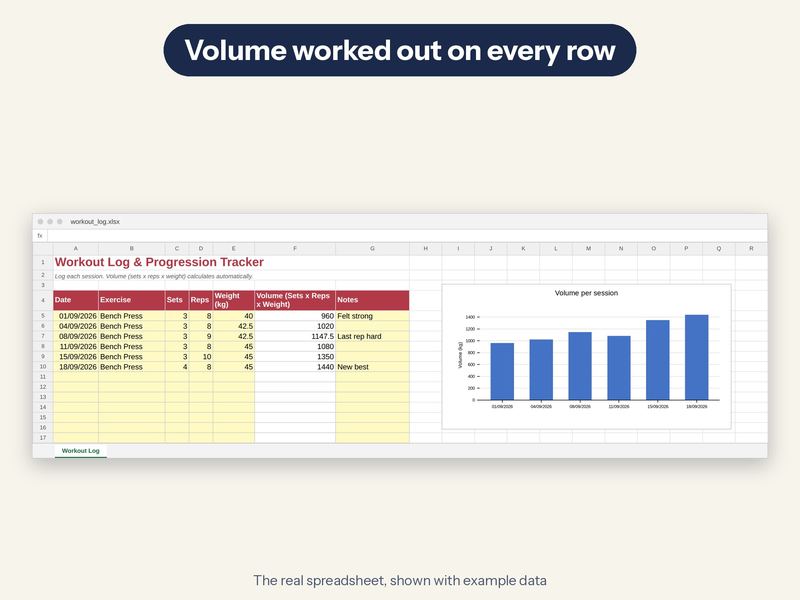 Volume worked out on every row
workout_log.xlsx
fx
A B C D E F G H I J K L M N O P Q R
1 Workout Log & Progression Tracker
2 Log each session. Volume (sets x reps x weight) calculates automatically.
3
4 Date Exercise Sets Reps Weight (kg) Volume (Sets x Reps x Weight) Notes
5 01/09/2026 Bench Press 3 8 40 960 Felt strong
6 04/09/2026 Bench Press 3 8 42.5 1020
7 08/09/2026 Bench Press 3 9 42.5 1147.5 Last rep hard
8 11/09/2026 Bench Press 3 8 45 1080
9 15/09/2026 Bench Press 3 10 45 1350
10 18/09/2026 Bench Press 4 8 45 1440 New best
11
12
13
14
15
16
17
Volume per session
Volume (kg)
1400
1200
1000
800
600
400
200
0
01/09/2026 04/09/2026 08/09/2026 11/09/2026 15/09/2026 18/09/2026
Workout Log
The real spreadsheet, shown with example data